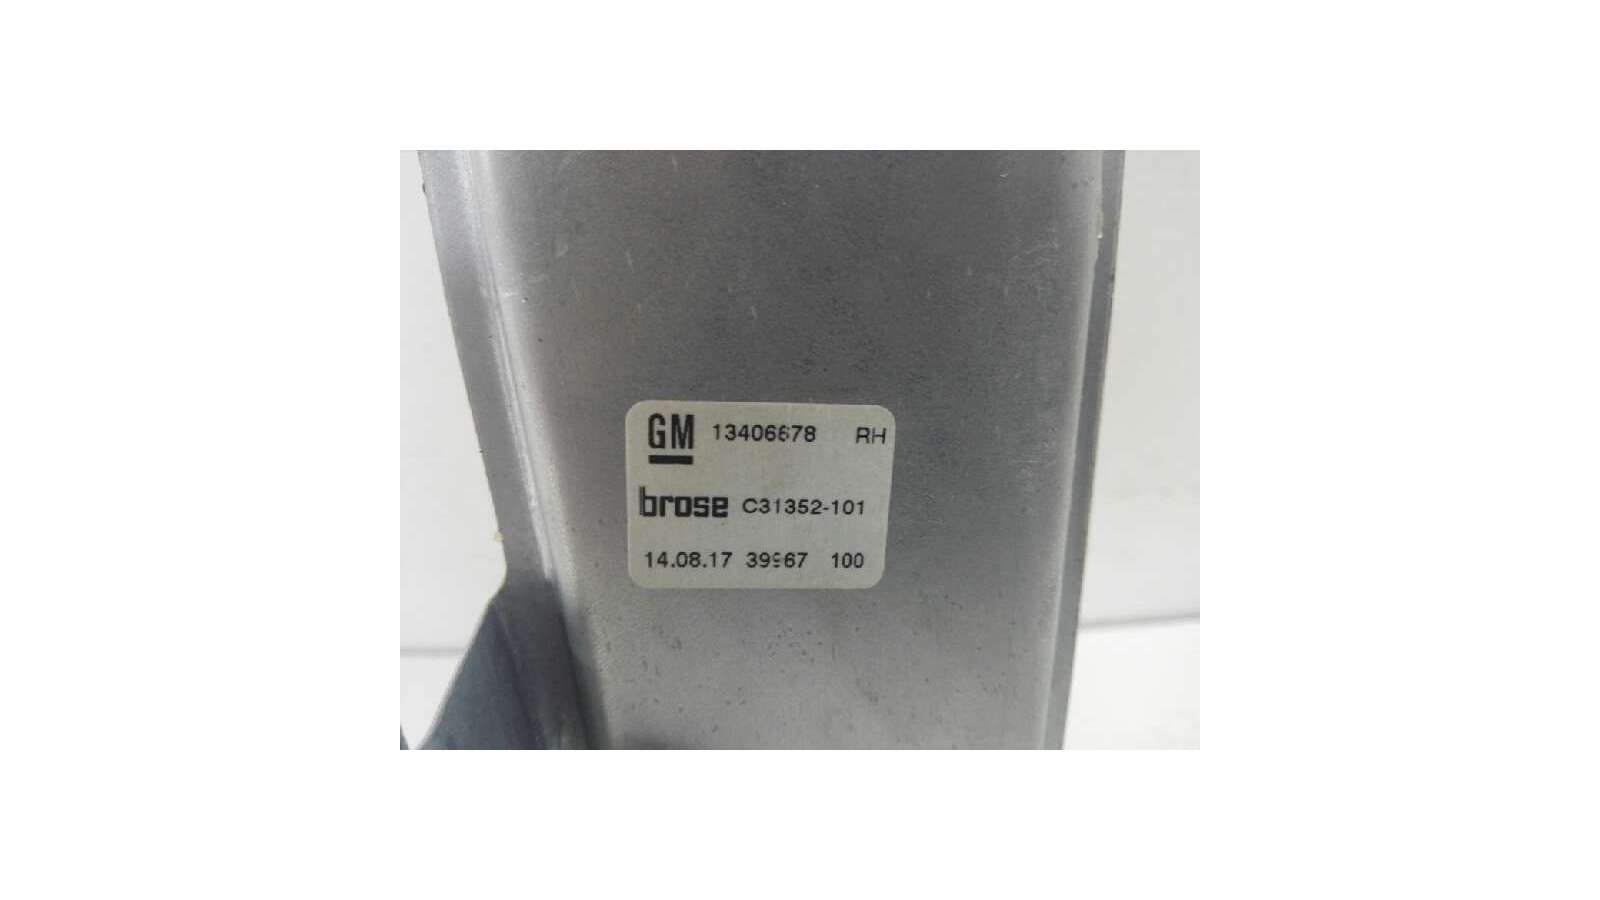 GM 13406678 RH
brose C31352-101
14.08.17 39967 100